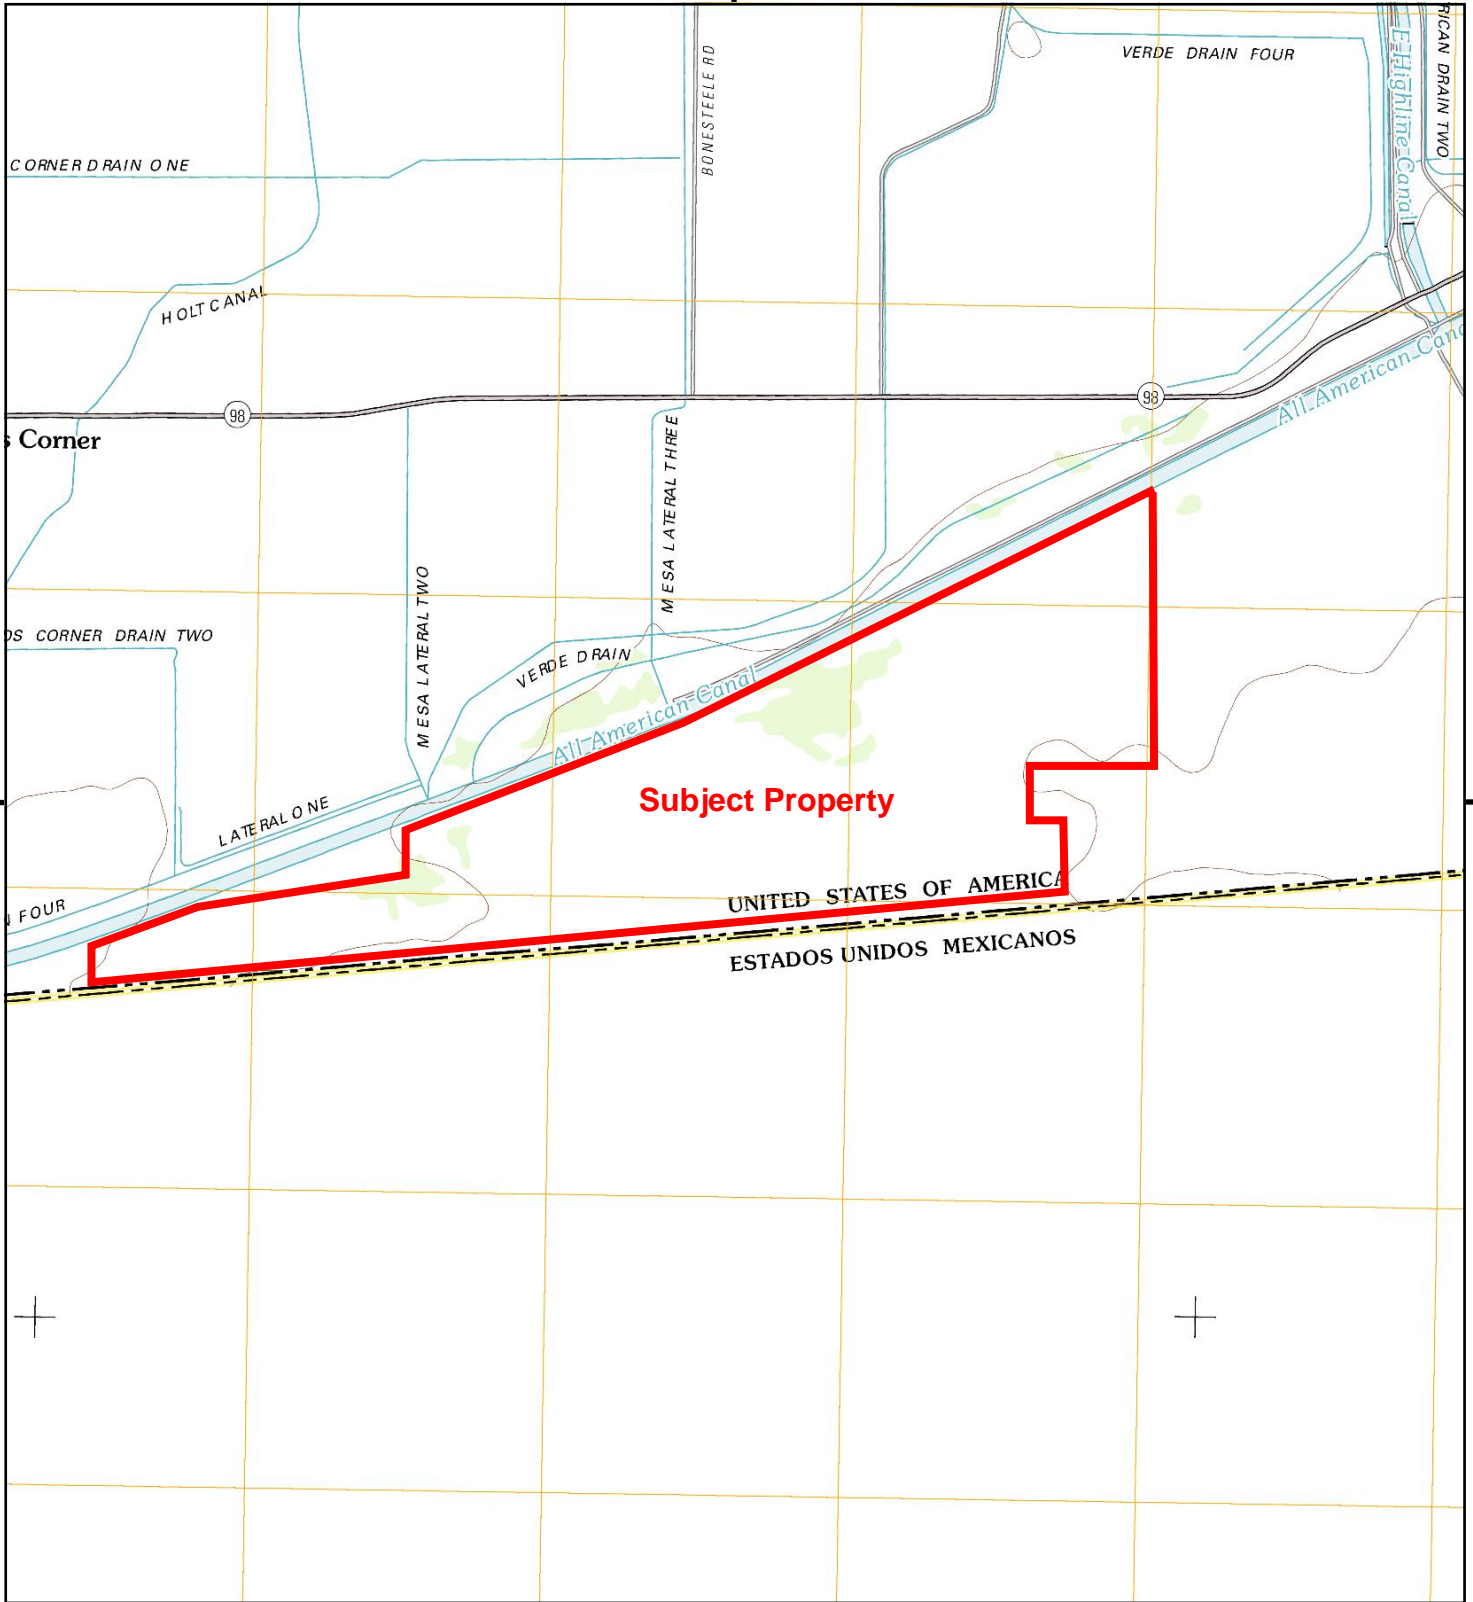 VERDE DRAIN FOUR
E Highline Canal
RICAN DRAIN TWO
BONESTEELE RD
CORNER DRAIN ONE
HOLT CANAL
98
98
All American Cana
s Corner
MESA LATERAL THREE
MESA LATERAL TWO
DS CORNER DRAIN TWO
VERDE DRAIN
All American Canal
Subject Property
LATERAL ONE
N FOUR
UNITED STATES OF AMERICA
ESTADOS UNIDOS MEXICANOS